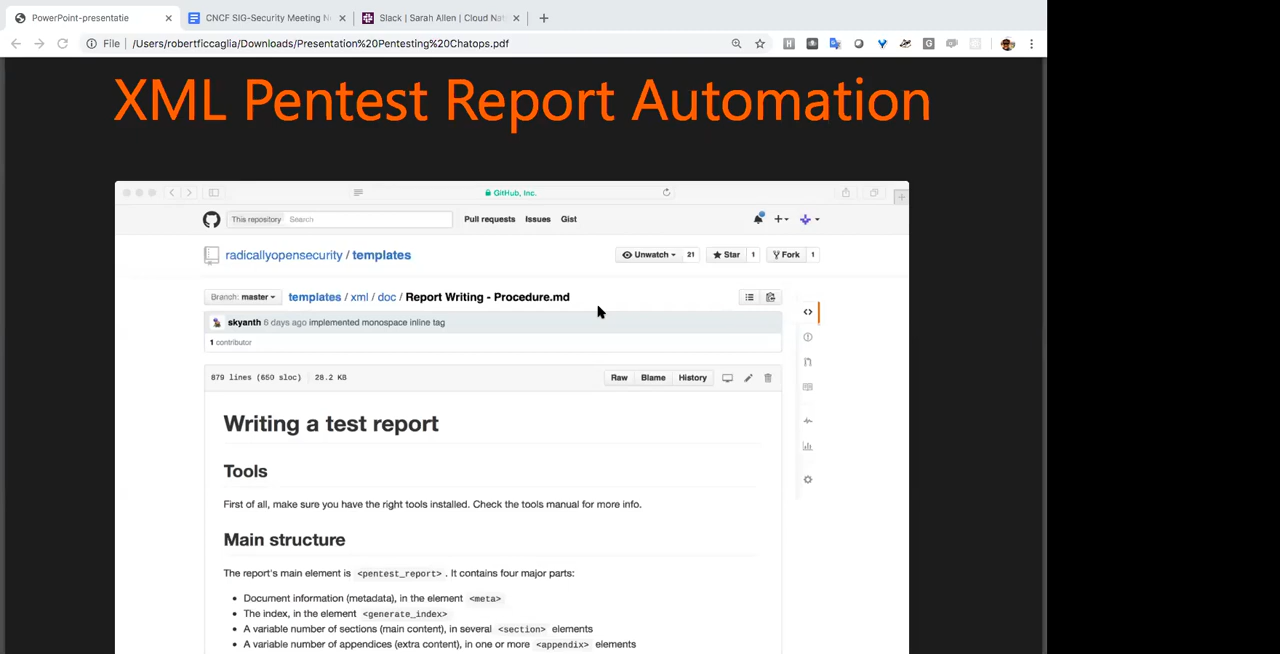 PowerPoint-presentatie
CNCF SIG-Security Meeting N
Slack | Sarah Allen | Cloud Nat
File | /Users/robertficcaglia/Downloads/Presentation%20Pentesting%20Chatops.pdf
XML Pentest Report Automation
GitHub, Inc.
This repository Search Pull requests Issues Gist
radicallyopensecurity / templates Unwatch 21 Star 1 Fork 1
Branch: master templates / xml / doc / Report Writing - Procedure.md
skyanth 6 days ago implemented monospace inline tag
1 contributor
879 lines (650 sloc) | 28.2 KB Raw Blame History
Writing a test report
Tools
First of all, make sure you have the right tools installed. Check the tools manual for more info.
Main structure
The report's main element is <pentest_report> . It contains four major parts:
• Document information (metadata), in the element <meta>
• The index, in the element <generate_index>
• A variable number of sections (main content), in several <section> elements
• A variable number of appendices (extra content), in one or more <appendix> elements